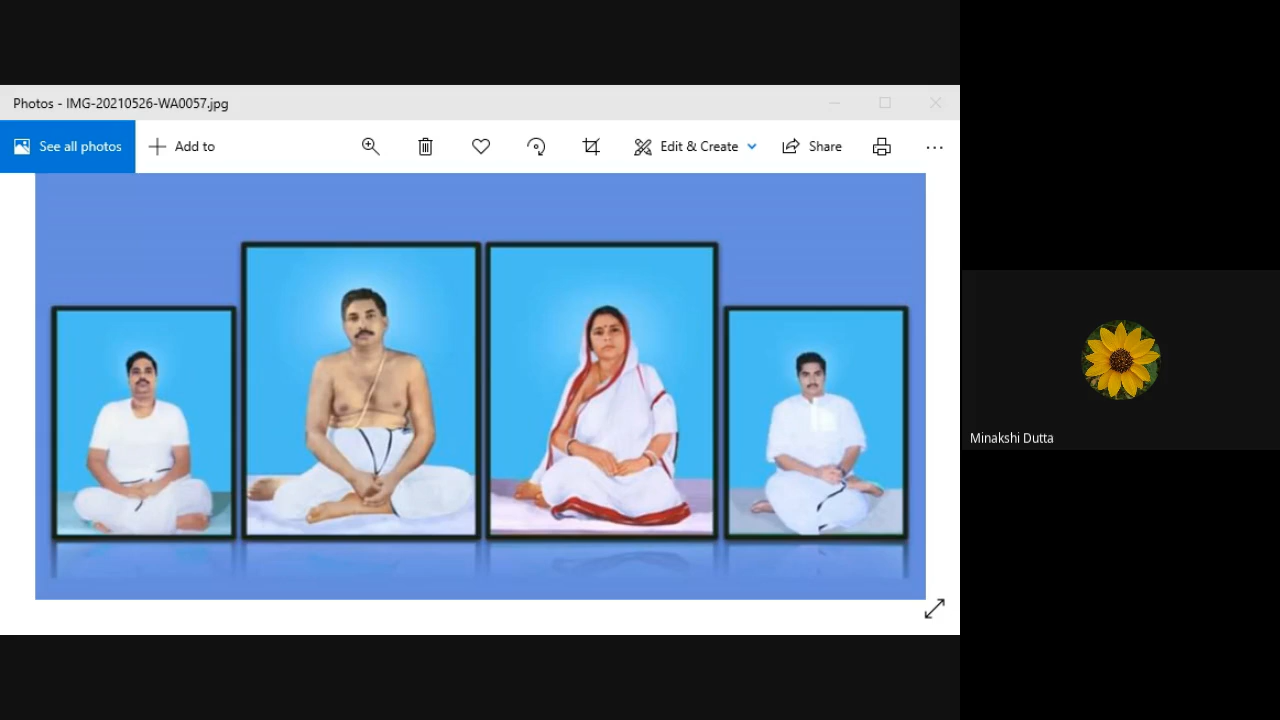 Photos - IMG-20210526-WA0057.jpg
See all photos
Add to
Edit & Create
Share
Minakshi Dutta